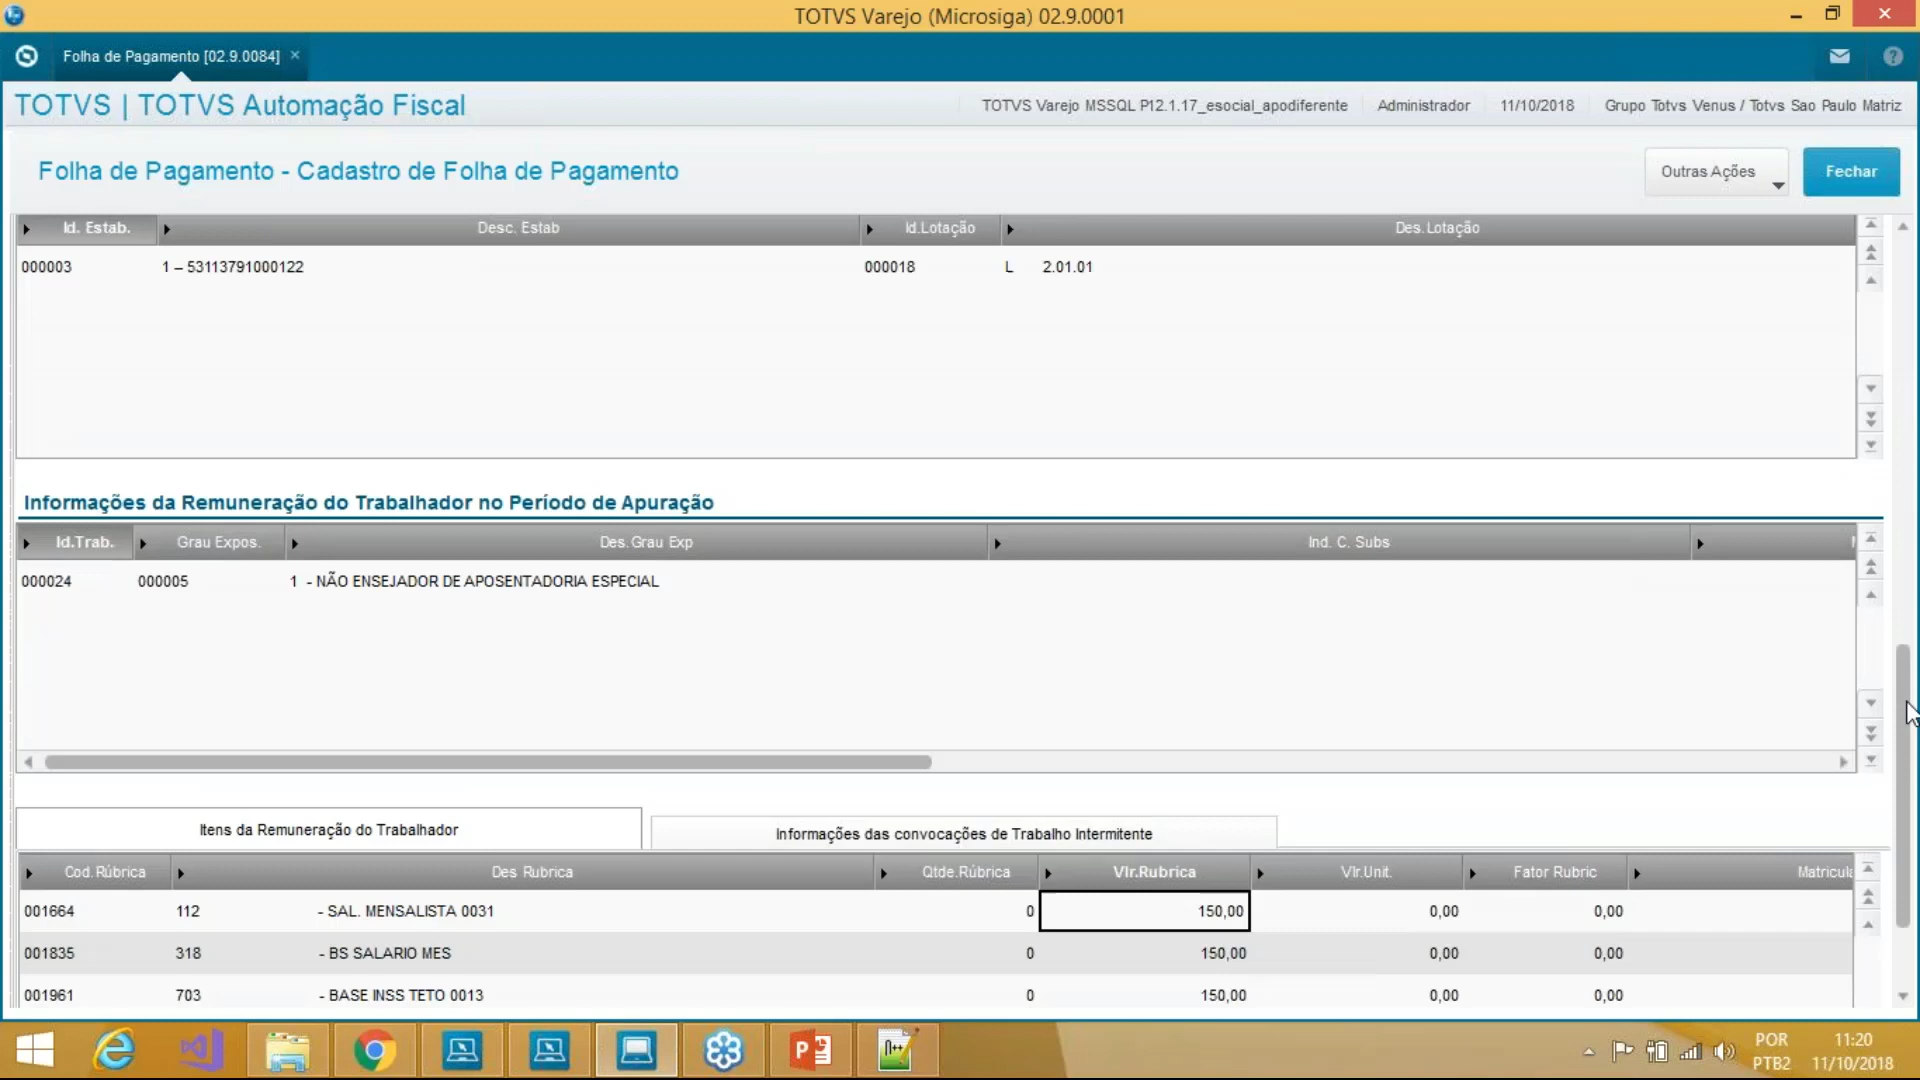 TOTVS Varejo (Microsiga) 02.9.0001
Folha de Pagamento [02.9.0084]
TOTVS | TOTVS Automação Fiscal
TOTVS Varejo MSSQL P12.1.17_esocial_apodiferente Administrador 11/10/2018 Grupo Totvs Venus / Totvs Sao Paulo Matriz
Folha de Pagamento - Cadastro de Folha de Pagamento
Outras Ações
Fechar
Id. Estab. Desc. Estab Id.Lotação Des.Lotação
000003 1 – 53113791000122 000018 L 2.01.01
Informações da Remuneração do Trabalhador no Período de Apuração
Id.Trab. Grau Expos. Des.Grau Exp Ind. C. Subs
000024 000005 1 - NÃO ENSEJADOR DE APOSENTADORIA ESPECIAL
Itens da Remuneração do Trabalhador
Informações das convocações de Trabalho Intermitente
Cod.Rúbrica Des Rubrica Qtde.Rúbrica Vlr.Rubrica Vlr.Unit. Fator Rubric Matricula
001664 112 - SAL. MENSALISTA 0031 0 150,00 0,00 0,00
001835 318 - BS SALARIO MES 0 150,00 0,00 0,00
001961 703 - BASE INSS TETO 0013 0 150,00 0,00 0,00
POR 11:20
PTB2 11/10/2018